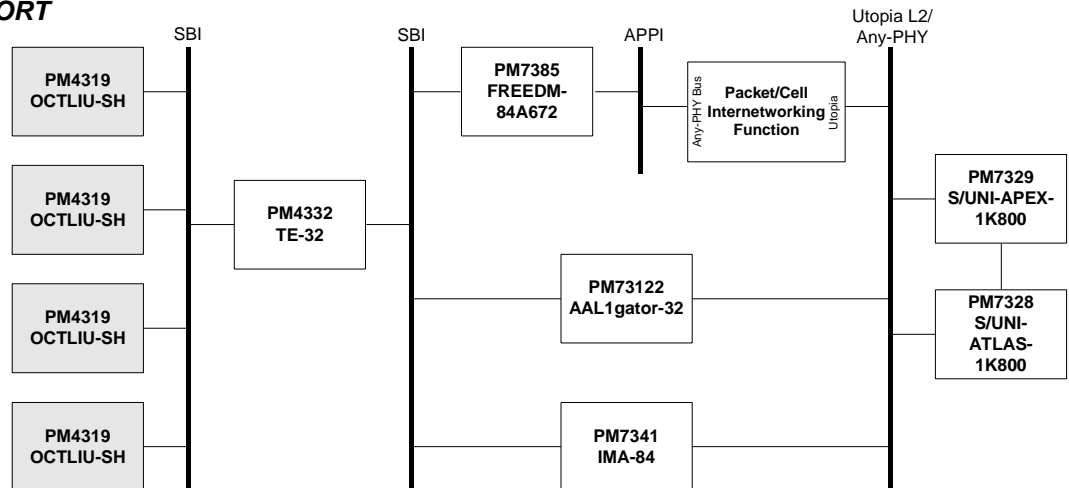 ORT
SBI
SBI
APPI
Utopia L2/
Any-PHY
PM4319
OCTLIU-SH
PM4319
OCTLIU-SH
PM4319
OCTLIU-SH
PM4319
OCTLIU-SH
PM4332
TE-32
PM7385
FREEDM-
84A672
Any-PHY Bus
Packet/Cell
Internetworking
Function
Utopia
PM73122
AAL1gator-32
PM7341
IMA-84
PM7329
S/UNI-APEX-
1K800
PM7328
S/UNI-
ATLAS-
1K800